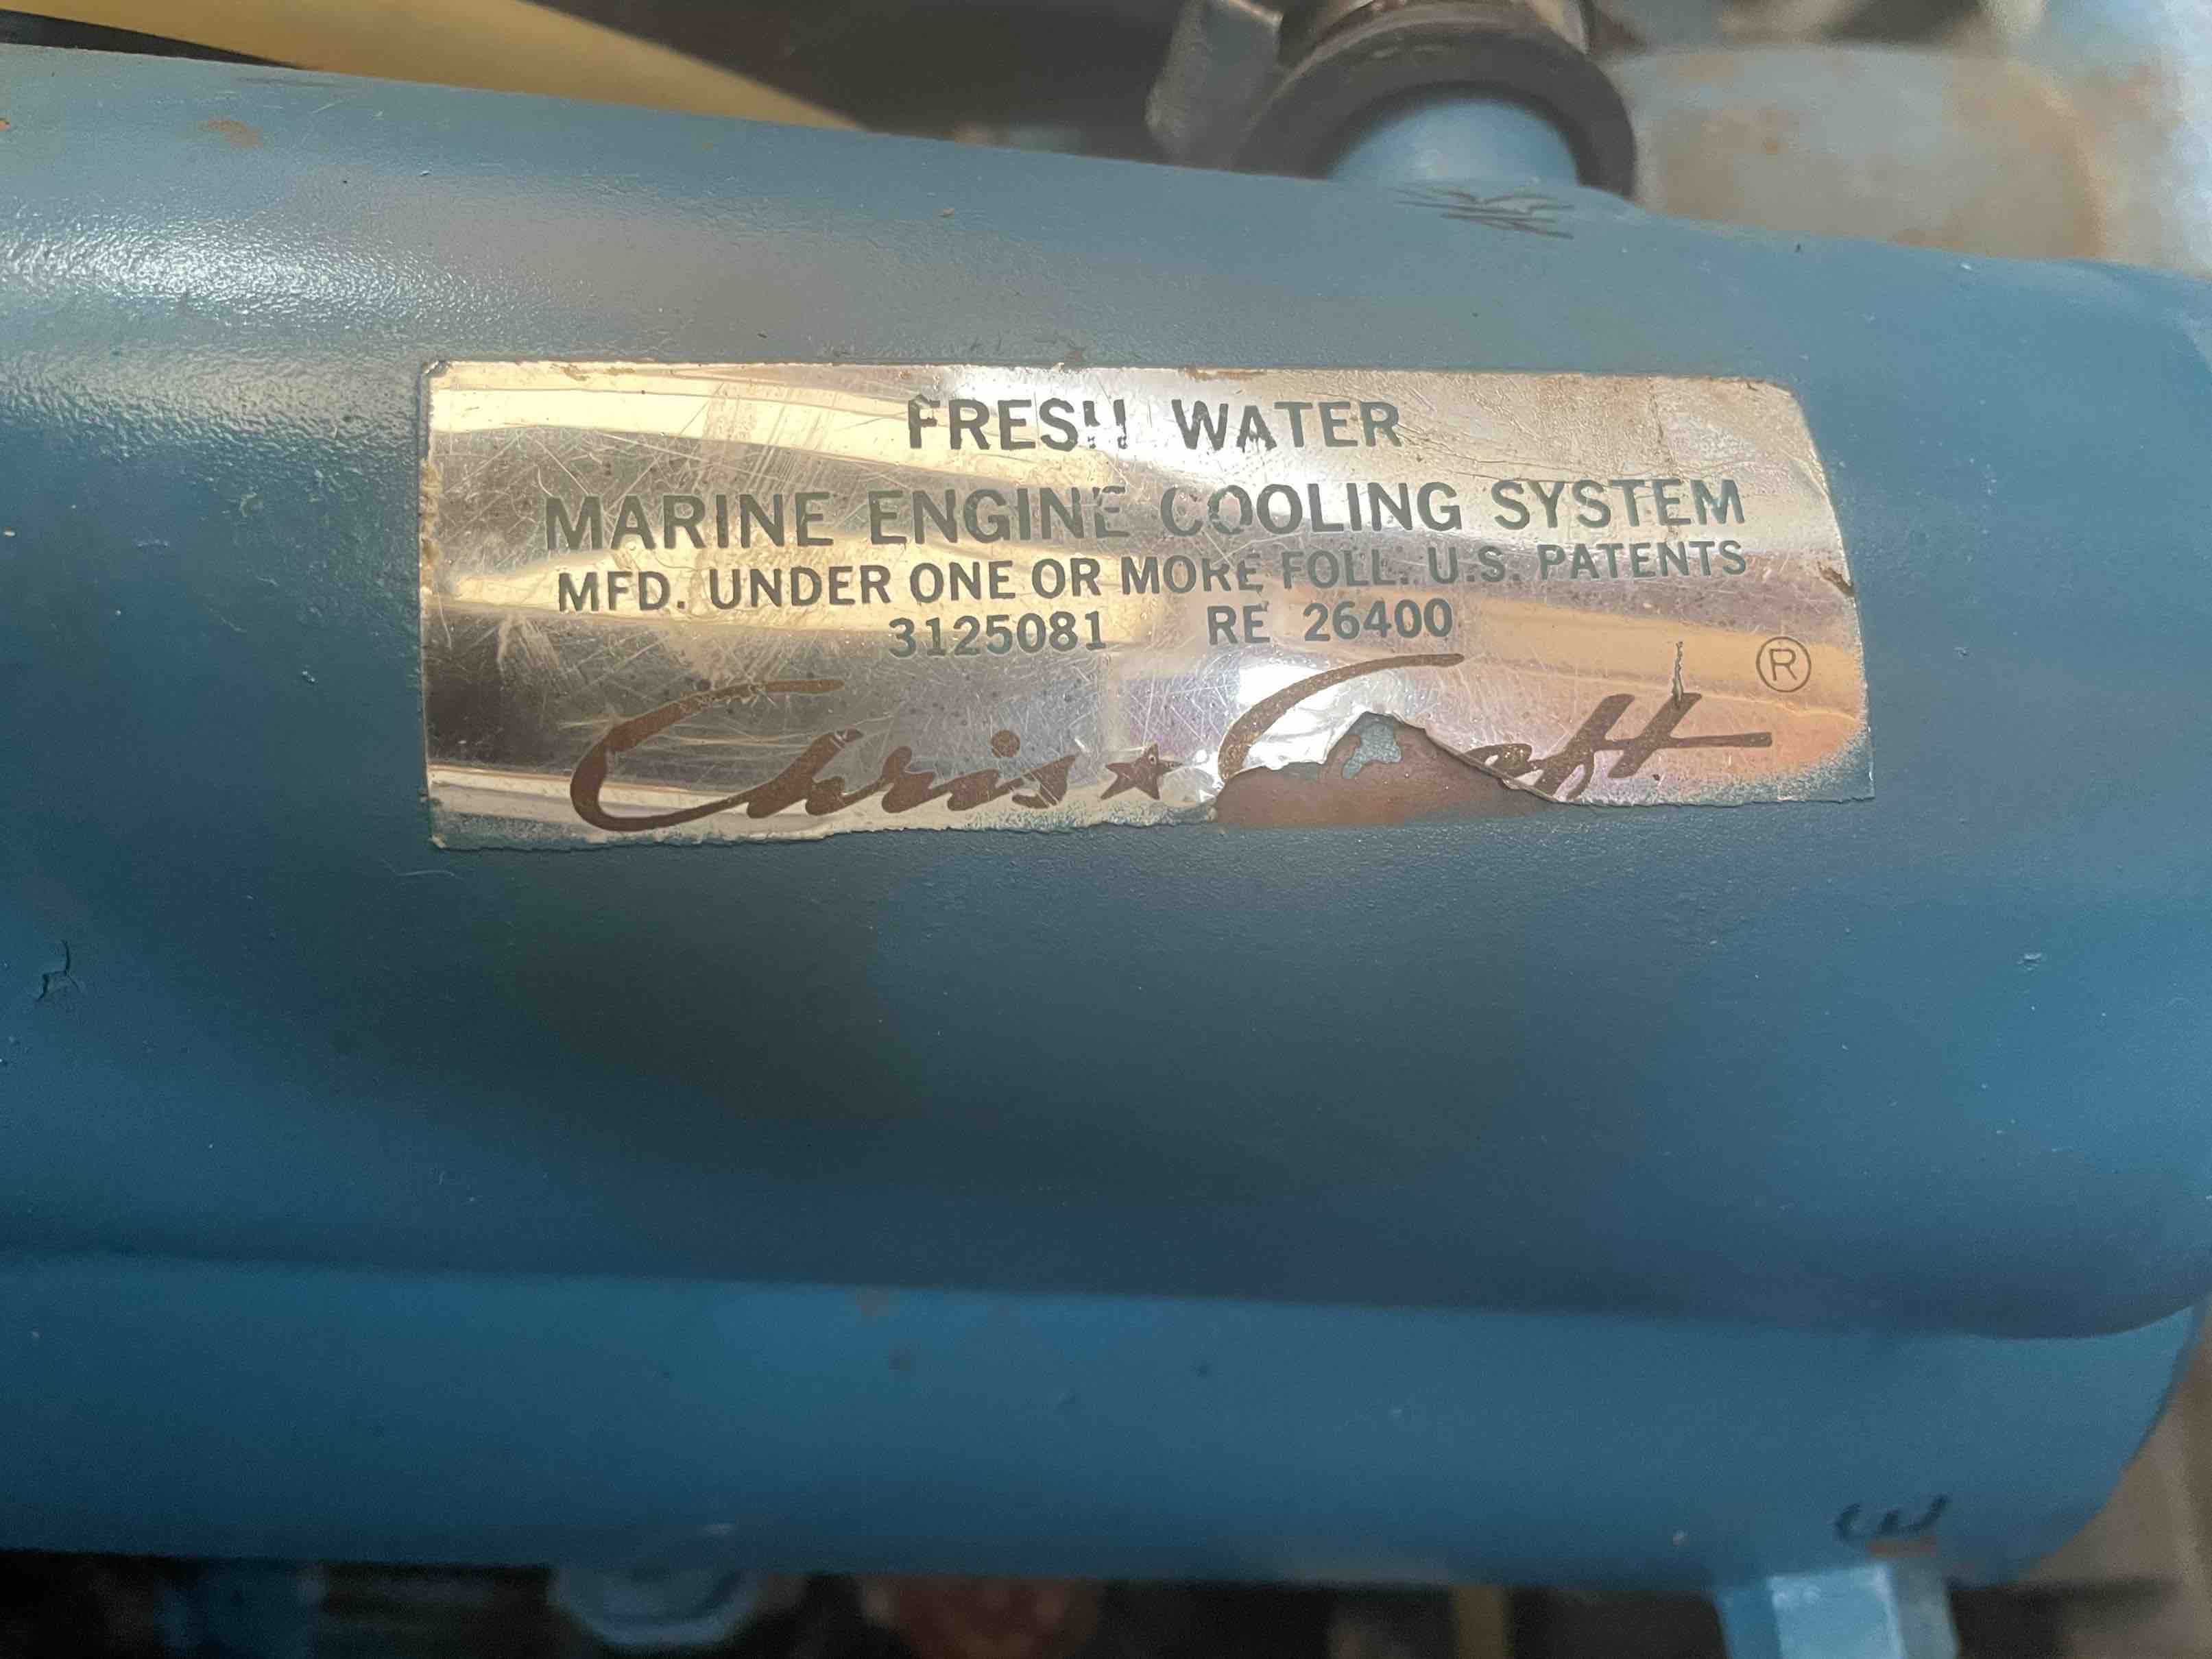 FRESH WATER
MARINE ENGINE COOLING SYSTEM
MFD. UNDER ONE OR MORE FOLL. U.S. PATENTS
3125081 RE 26400
®
Chris★Craft